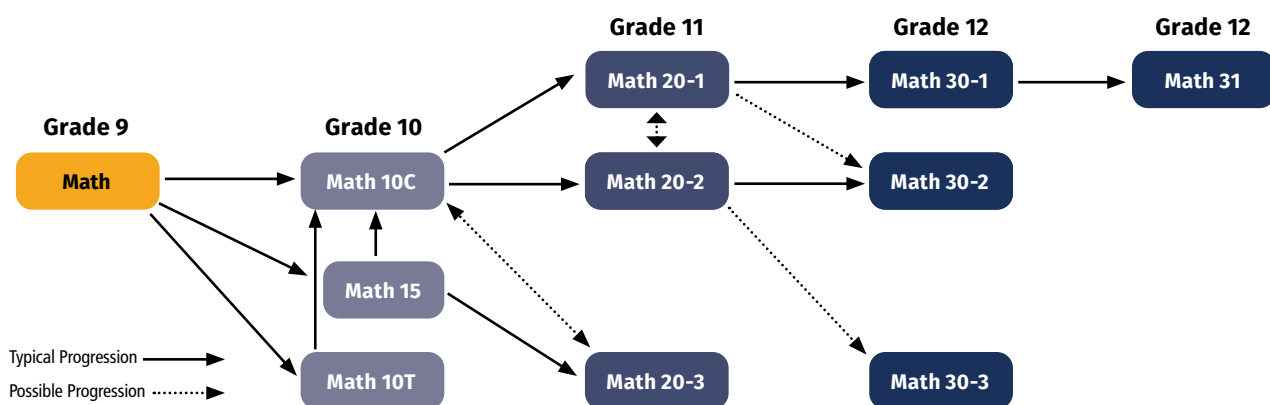 Grade 11
Grade 12
Grade 12
Math 20-1
Math 30-1
Math 31
Grade 9
Grade 10
Math
Math 10C
Math 20-2
Math 30-2
Math 15
Typical Progression
Possible Progression
Math 10T
Math 20-3
Math 30-3